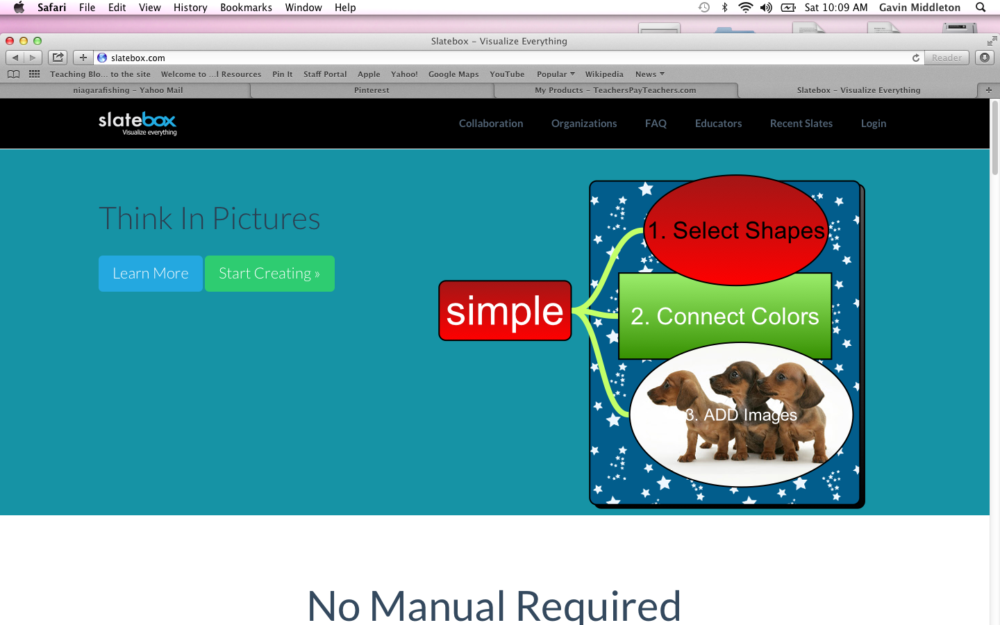 Safari File Edit View History Bookmarks Window Help Sat 10:09 AM Gavin Middleton
Slatebox – Visualize Everything
slatebox.com Reader
Teaching Blo... to the site Welcome to ...l Resources Pin It Staff Portal Apple Yahoo! Google Maps YouTube Popular Wikipedia News
niagarafishing – Yahoo Mail Pinterest My Products – TeachersPayTeachers.com Slatebox – Visualize Everything
slatebox
Visualize everything
Collaboration Organizations FAQ Educators Recent Slates Login
Think In Pictures
Learn More Start Creating »
simple
1. Select Shapes
2. Connect Colors
3. ADD Images
No Manual Required